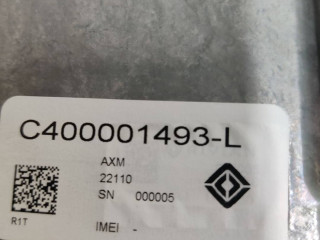 C400001493-L
AXM
22110
SN 000005
R1T
IMEI -